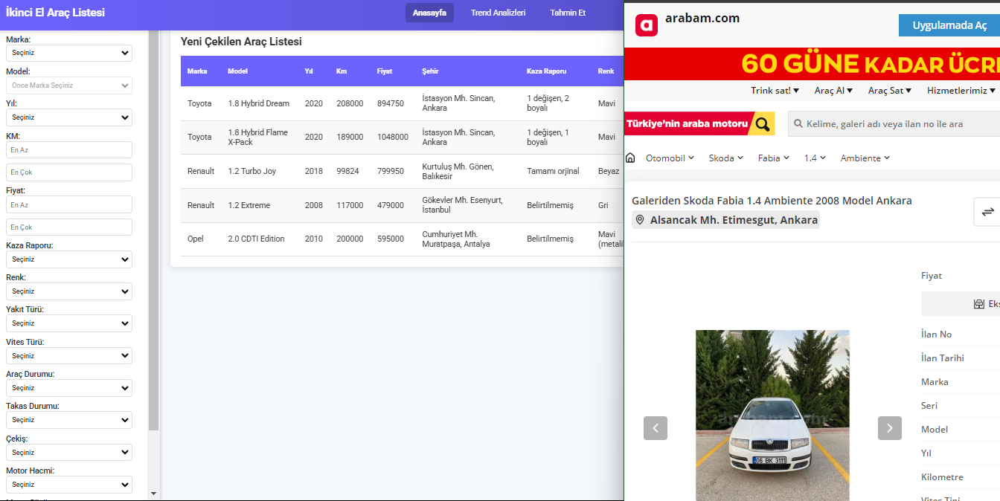 İkinci El Araç Listesi
Anasayfa
Trend Analizleri
Tahmin Et
Marka:
Seçiniz
Model:
Önce Marka Seçiniz
Yıl:
Seçiniz
KM:
En Az
En Çok
Fiyat:
En Az
En Çok
Kaza Raporu:
Seçiniz
Renk:
Seçiniz
Yakıt Türü:
Seçiniz
Vites Türü:
Seçiniz
Araç Durumu:
Seçiniz
Takas Durumu:
Seçiniz
Çekiş:
Seçiniz
Motor Hacmi:
Seçiniz
Yeni Çekilen Araç Listesi
Marka Model Yıl Km Fiyat Şehir Kaza Raporu Renk
Toyota 1.8 Hybrid Dream 2020 208000 894750 İstasyon Mh. Sincan, 1 değişen, 2 Mavi
Ankara boyalı
Toyota 1.8 Hybrid Flame 2020 189000 1048000 İstasyon Mh. Sincan, 1 değişen, 1 Mavi
X-Pack Ankara boyalı
Renault 1.2 Turbo Joy 2018 99824 799950 Kurtuluş Mh. Gönen, Tamamı orjinal Beyaz
Balıkesir
Renault 1.2 Extreme 2008 117000 479000 Gökevler Mh. Esenyurt, Belirtilmemiş Gri
İstanbul
Opel 2.0 CDTI Edition 2010 200000 595000 Cumhuriyet Mh. Belirtilmemiş Mavi
Muratpaşa, Antalya (metali
a
arabam.com
Uygulamada Aç
60 GÜNE KADAR ÜCRE
Trink sat! Araç Al Araç Sat Hizmetlerimiz
Türkiye'nin araba motoru
Kelime, galeri adı veya ilan no ile ara
Otomobil Skoda Fabia 1.4 Ambiente
Galeriden Skoda Fabia 1.4 Ambiente 2008 Model Ankara
Alsancak Mh. Etimesgut, Ankara
Fiyat
Eks
İlan No
İlan Tarihi
Marka
Seri
Model
Yıl
Kilometre
Vites Tipi
arabam.com
06 BK 3111